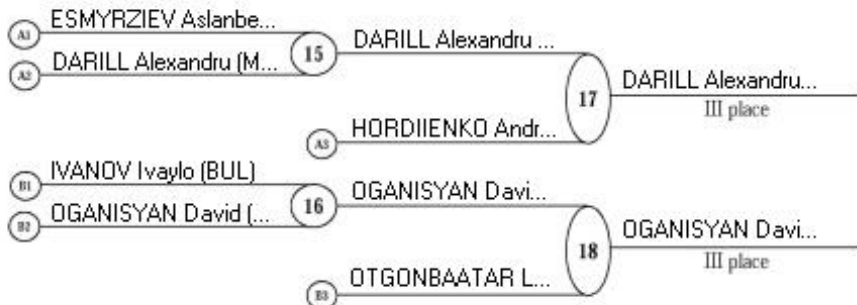 ESMYRZIEV Aslanbe...
A1
15
DARILL Alexandru ...
A2
DARILL Alexandru (M...
17
DARILL Alexandru...
III place
A3
HORDIIENKO Andr...
B1
IVANOV Ivaylo (BUL)
16
OGANISYAN Davi...
B2
OGANISYAN David (...
18
OGANISYAN Davi...
III place
B3
OTGONBAATAR L...